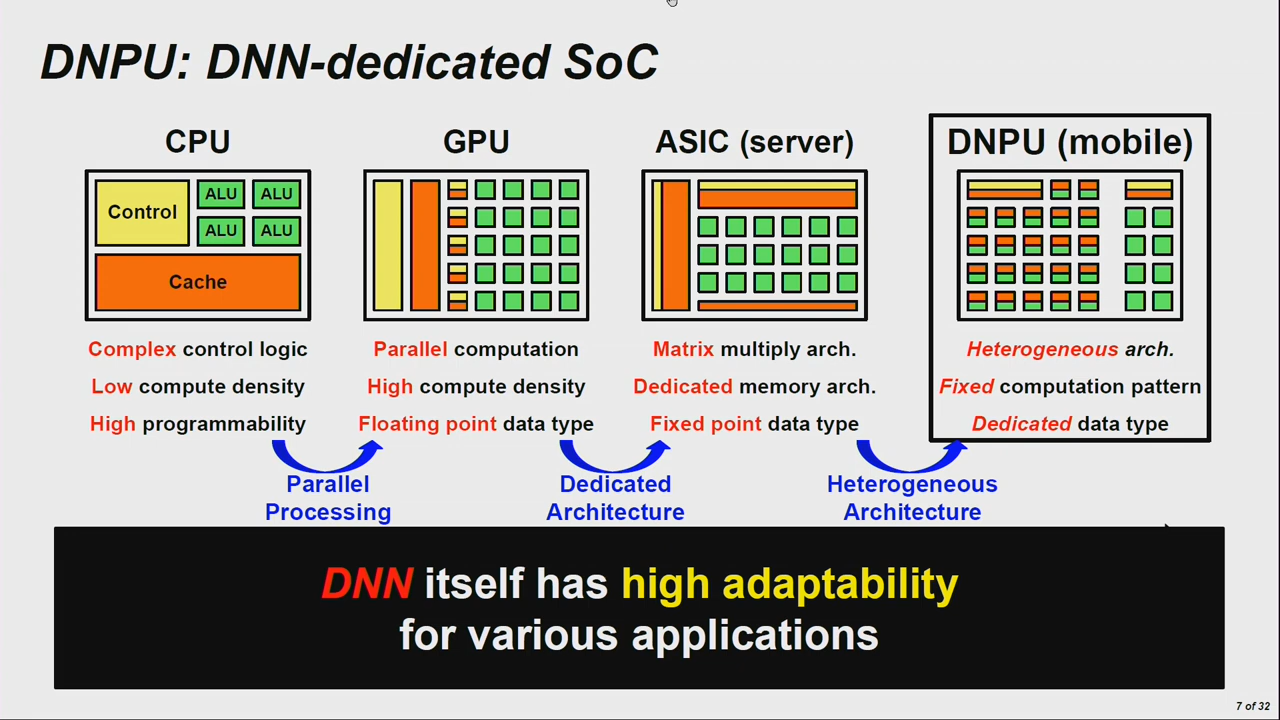 DNPU: DNN-dedicated SoC
CPU
Control
ALU
ALU
ALU
ALU
Cache
Complex control logic
Low compute density
High programmability
GPU
Parallel computation
High compute density
Floating point data type
ASIC (server)
Matrix multiply arch.
Dedicated memory arch.
Fixed point data type
DNPU (mobile)
Heterogeneous arch.
Fixed computation pattern
Dedicated data type
Parallel
Processing
Dedicated
Architecture
Heterogeneous
Architecture
DNN itself has high adaptability
for various applications
7 of 32